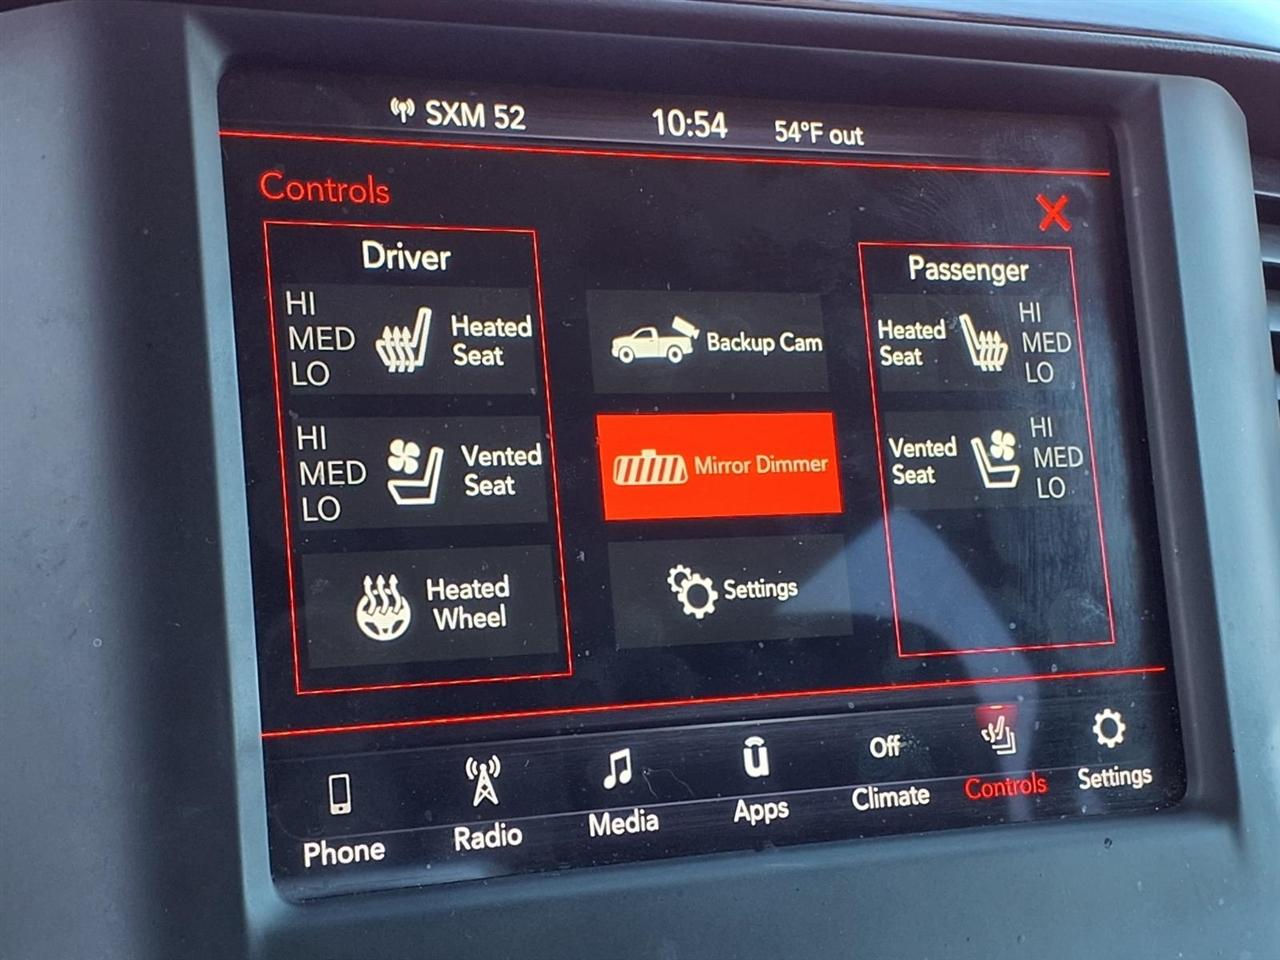 SXM 52
10:54
54°F out
Controls
X
Driver
HI
MED
LO
Heated
Seat
HI
MED
LO
Vented
Seat
Heated
Wheel
Backup Cam
Mirror Dimmer
Settings
Passenger
Heated
Seat
HI
MED
LO
Vented
Seat
HI
MED
LO
Phone
Radio
Media
ū
Apps
Off
Climate
Controls
Settings